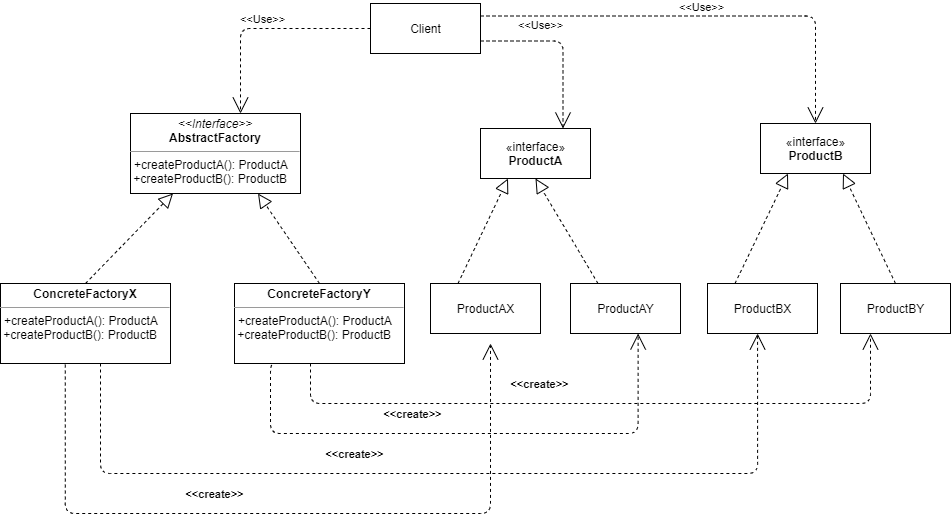 <<Use>>
Client
<<Use>>
<<Use>>
<<Interface>>
AbstractFactory
+createProductA(): ProductA
+createProductB(): ProductB
«interface»
ProductA
«interface»
ProductB
ConcreteFactoryX
+createProductA(): ProductA
+createProductB(): ProductB
ConcreteFactoryY
+createProductA(): ProductA
+createProductB(): ProductB
ProductAX
ProductAY
ProductBX
ProductBY
<<create>>
<<create>>
<<create>>
<<create>>